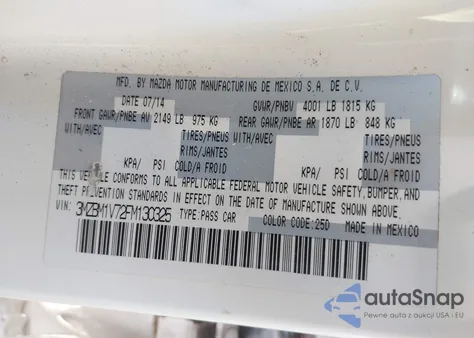 MFD. BY MAZDA MOTOR MANUFACTURING DE MEXICO S.A. DE C.V.
DATE 07/14 GVWR/PNBV 4001 LB 1815 KG
FRONT GAWR/PNBE AV 2149 LB 975 KG REAR GAWR/PNBE AR 1870 LB 848 KG
WITH/AVEC TIRES/PNEUS WITH/AVEC TIRES/PNEUS
RIMS/JANTES RIMS/JANTES
KPA/ PSI COLD/A FROID KPA/ PSI COLD/A FROID
THIS VEHICLE CONFORMS TO ALL APPLICABLE FEDERAL MOTOR VEHICLE SAFETY, BUMPER, AND
THEFT PREVENTION STANDARDS IN EFFECT ON THE DATE OF MANUFACTURE SHOWN ABOVE.
VIN: 3MZBM1V72FM130325 TYPE: PASS CAR COLOR CODE: 25D MADE IN MEXICO
autoSnap
Pewne auta z USA i EU